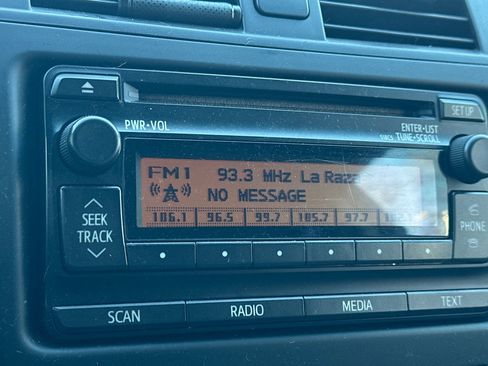 SETUP
PWR·VOL
ENTER·LIST
TUNE·SCROLL
FM1 93.3 MHz La Raza
NO MESSAGE
106.1 96.5 99.7 105.7 97.7
SEEK
TRACK
PHONE
SCAN RADIO MEDIA TEXT